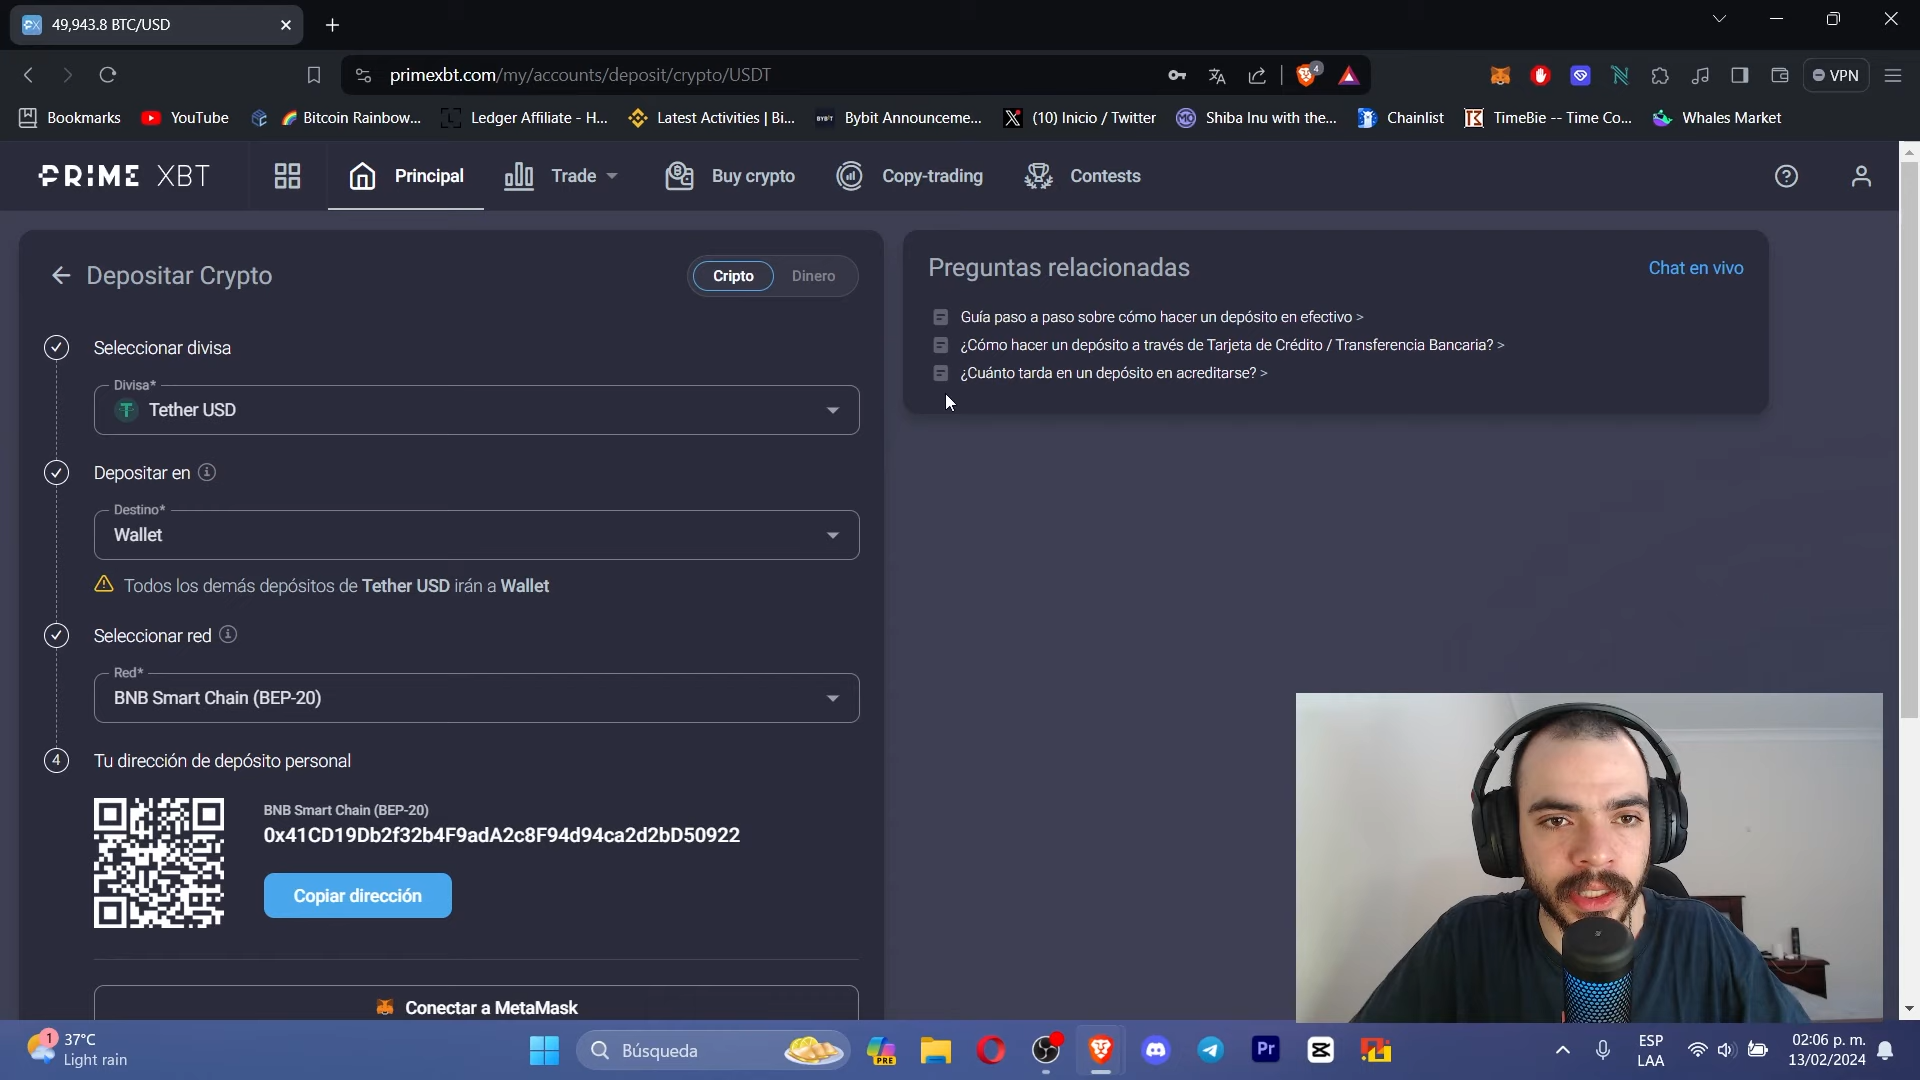 49,943.8 BTC/USD
primexbt.com/my/accounts/deposit/crypto/USDT
4
VPN
Bookmarks
YouTube
Bitcoin Rainbow...
Ledger Affiliate - H...
Latest Activities | Bi...
Bybit Announceme...
(10) Inicio / Twitter
Shiba Inu with the...
Chainlist
TimeBie -- Time Co...
Whales Market
PRIME XBT
Principal
Trade
Buy crypto
Copy-trading
Contests
Depositar Crypto
Cripto
Dinero
Seleccionar divisa
Divisa*
Tether USD
Depositar en
Destino*
Wallet
Todos los demás depósitos de Tether USD irán a Wallet
Seleccionar red
Red*
BNB Smart Chain (BEP-20)
4
Tu dirección de depósito personal
BNB Smart Chain (BEP-20)
0x41CD19Db2f32b4F9adA2c8F94d94ca2d2bD50922
Copiar dirección
Conectar a MetaMask
Preguntas relacionadas
Chat en vivo
Guía paso a paso sobre cómo hacer un depósito en efectivo >
¿Cómo hacer un depósito a través de Tarjeta de Crédito / Transferencia Bancaria? >
¿Cuánto tarda en un depósito en acreditarse? >
1
37°C
Light rain
Búsqueda
PRE
Pr
ESP
LAA
02:06 p. m.
13/02/2024